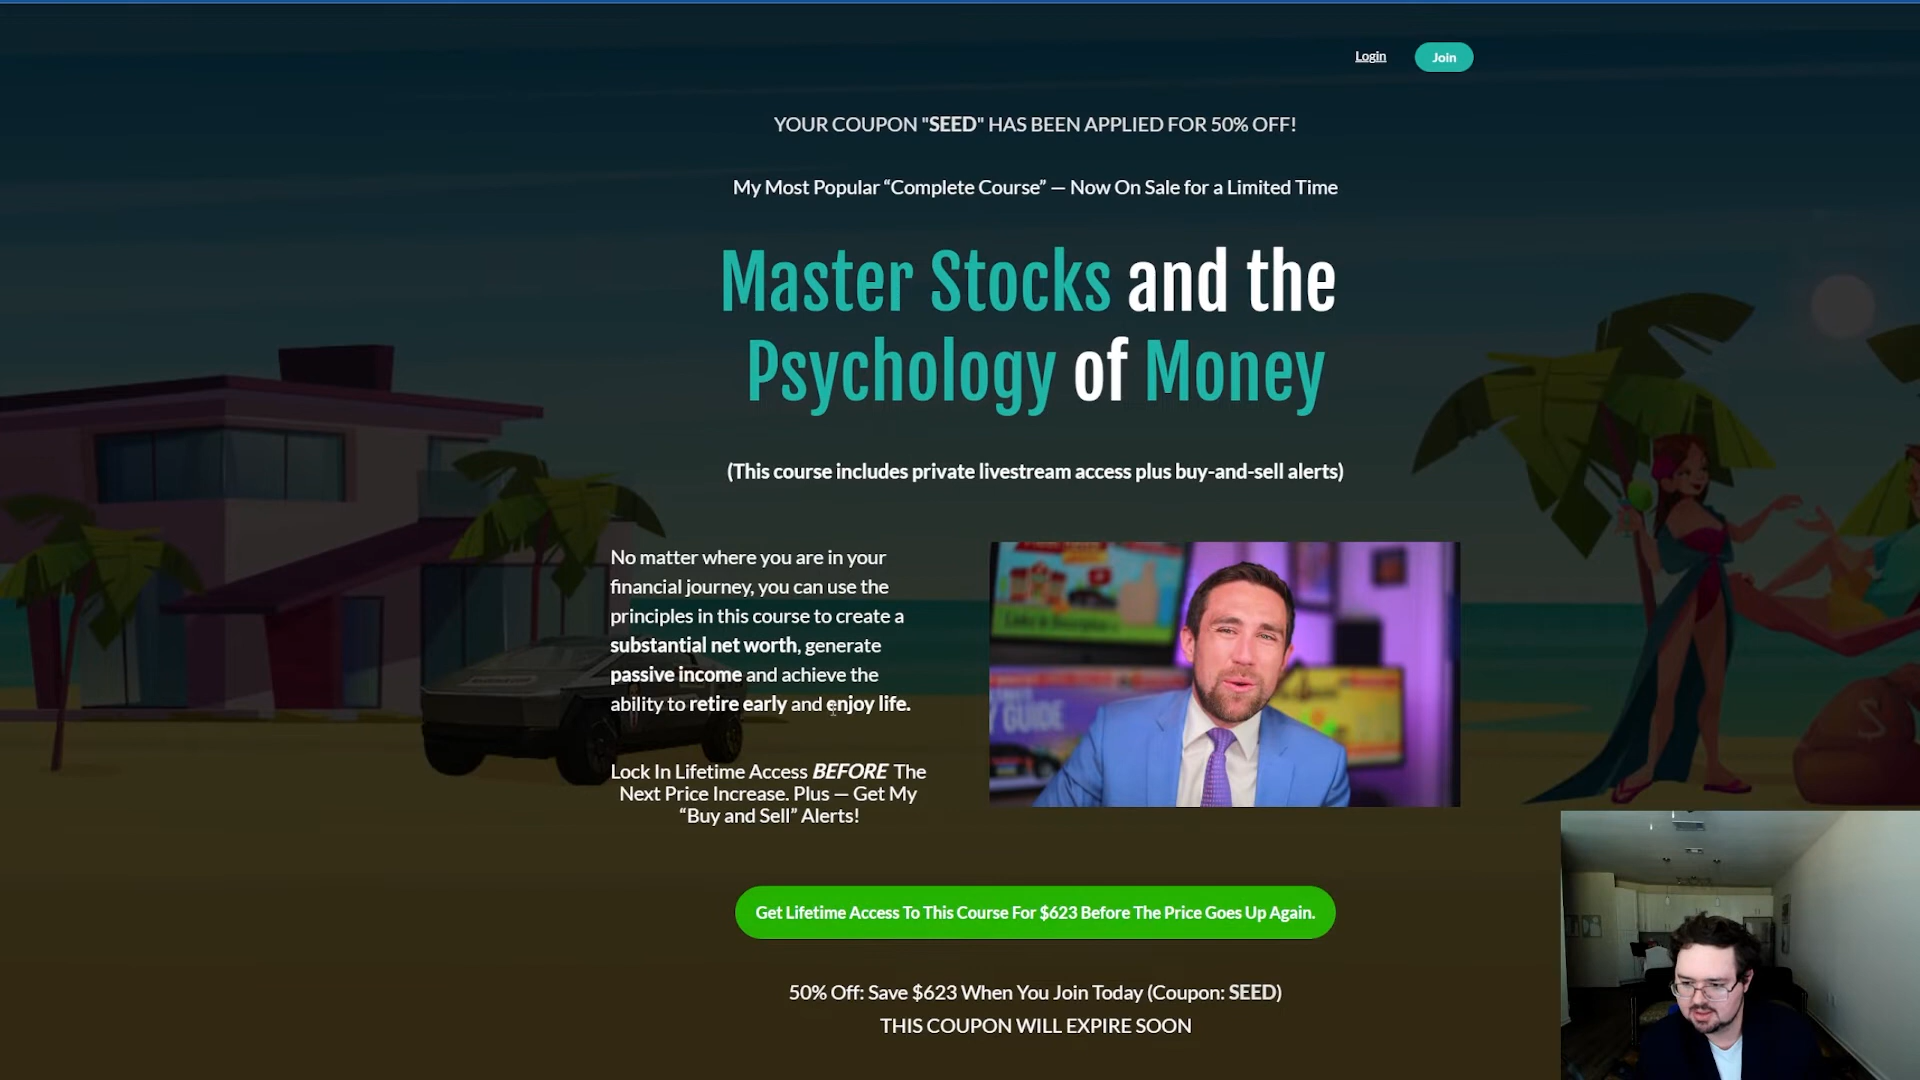 Login
Join
YOUR COUPON "SEED" HAS BEEN APPLIED FOR 50% OFF!
My Most Popular “Complete Course” — Now On Sale for a Limited Time
Master Stocks and the
Psychology of Money
(This course includes private livestream access plus buy-and-sell alerts)
No matter where you are in your
financial journey, you can use the
principles in this course to create a
substantial net worth, generate
passive income and achieve the
ability to retire early and enjoy life.
Lock In Lifetime Access BEFORE The
Next Price Increase. Plus — Get My
“Buy and Sell” Alerts!
GUIDE
Get Lifetime Access To This Course For $623 Before The Price Goes Up Again.
50% Off: Save $623 When You Join Today (Coupon: SEED)
THIS COUPON WILL EXPIRE SOON